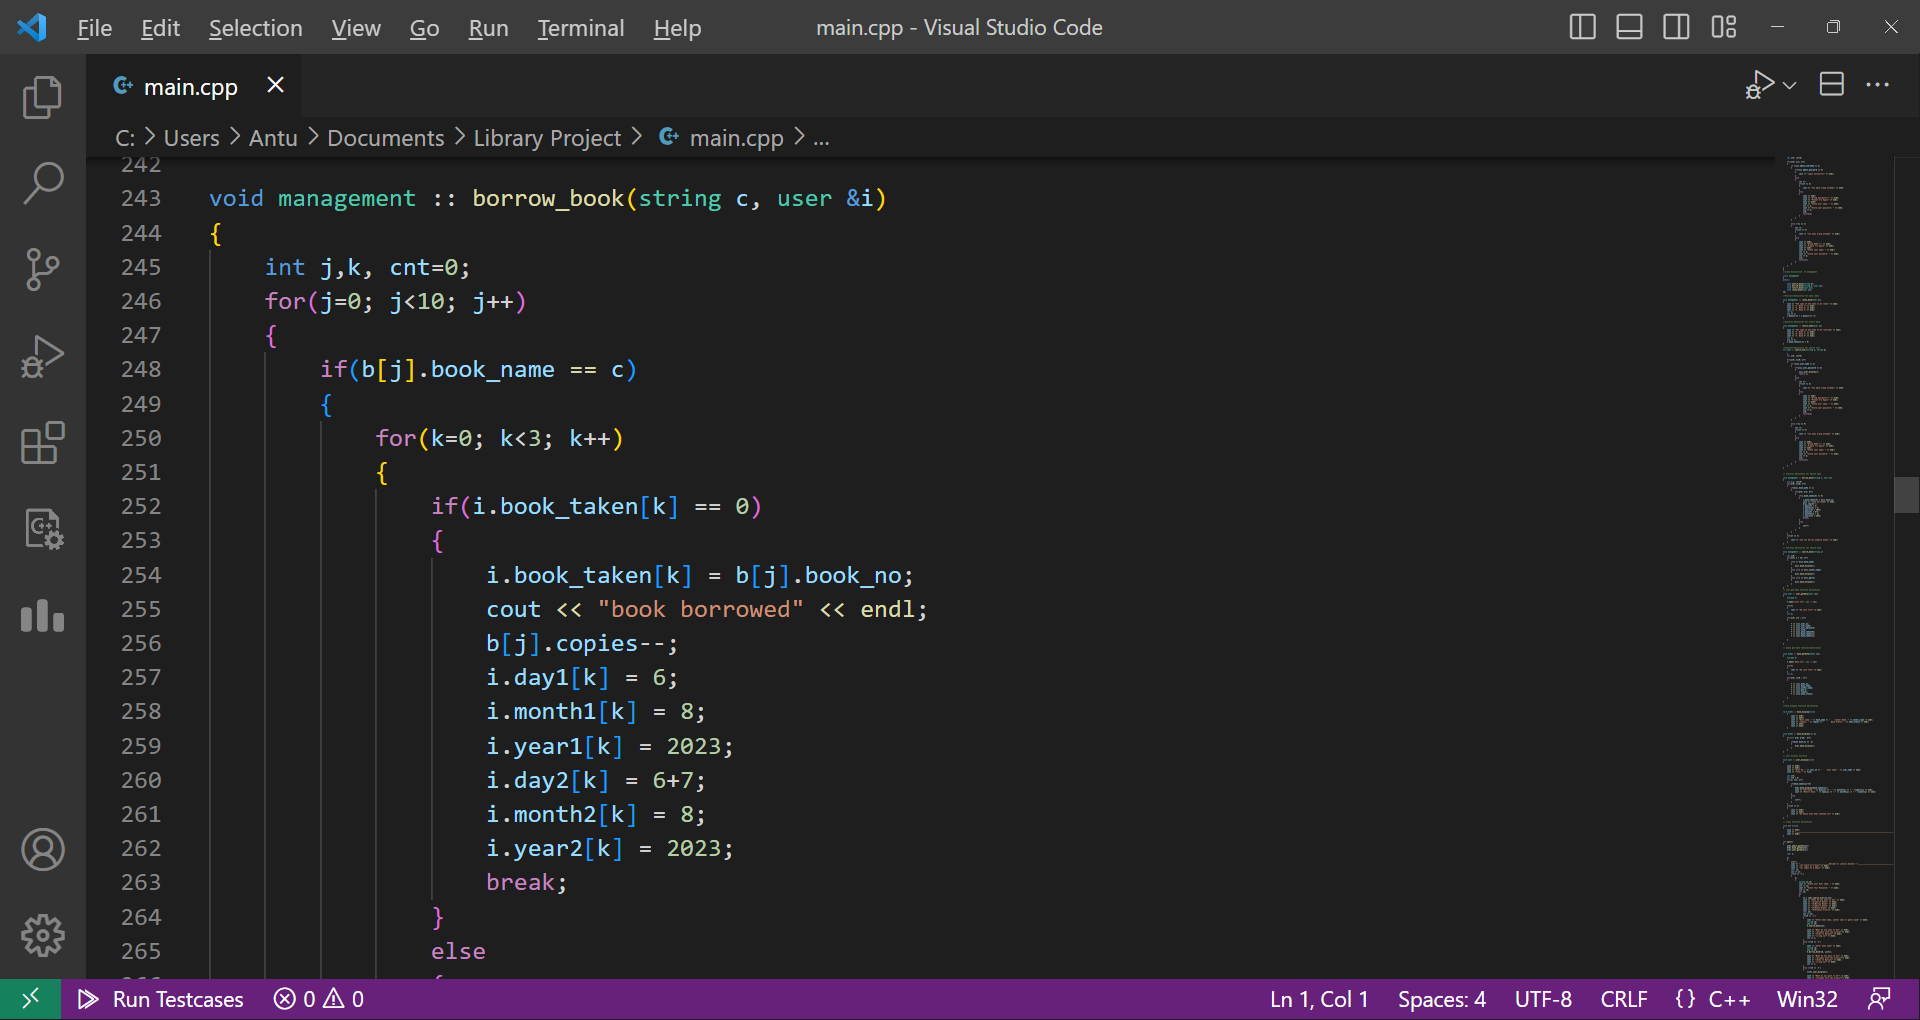 File Edit Selection View Go Run Terminal Help main.cpp - Visual Studio Code
main.cpp
C: > Users > Antu > Documents > Library Project > main.cpp > ...
242
243 void management :: borrow_book(string c, user &i)
244 {
245 int j,k, cnt=0;
246 for(j=0; j<10; j++)
247 {
248 if(b[j].book_name == c)
249 {
250 for(k=0; k<3; k++)
251 {
252 if(i.book_taken[k] == 0)
253 {
254 i.book_taken[k] = b[j].book_no;
255 cout << "book borrowed" << endl;
256 b[j].copies--;
257 i.day1[k] = 6;
258 i.month1[k] = 8;
259 i.year1[k] = 2023;
260 i.day2[k] = 6+7;
261 i.month2[k] = 8;
262 i.year2[k] = 2023;
263 break;
264 }
265 else
Run Testcases 0 0 Ln 1, Col 1 Spaces: 4 UTF-8 CRLF {} C++ Win32